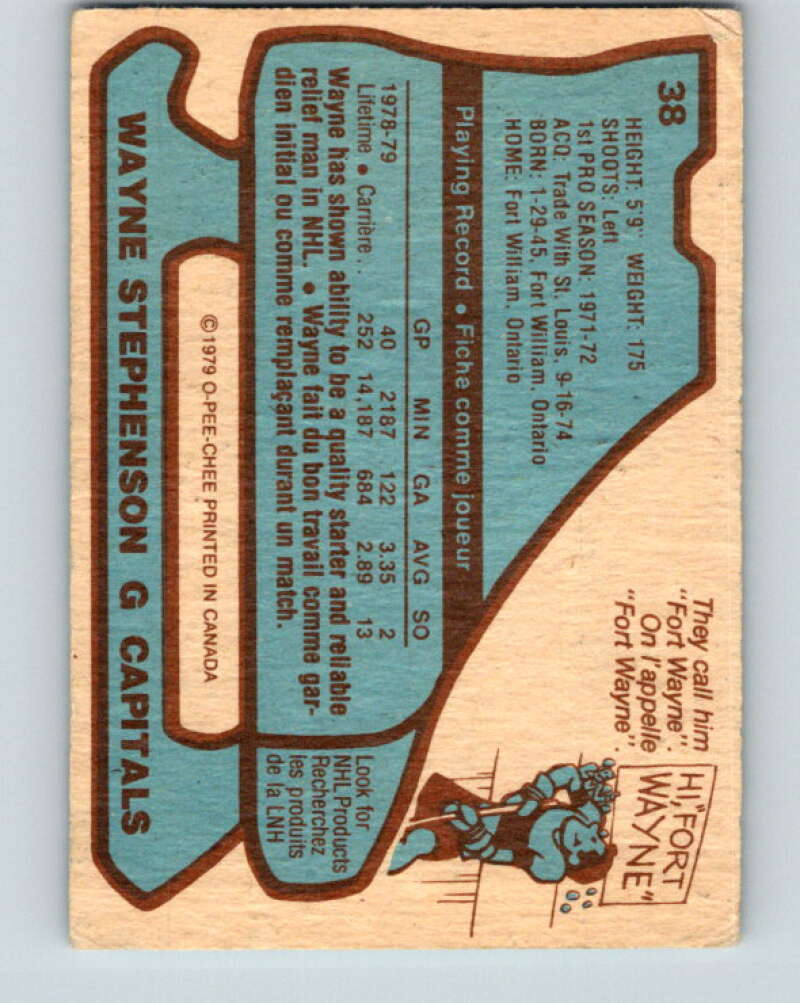 38
HEIGHT: 5'9". WEIGHT: 175
SHOOTS: Left
1st PRO SEASON: 1971-72
ACQ: Trade With St. Louis, 9-16-74
BORN: 1-29-45, Fort William, Ontario
HOME: Fort William, Ontario
Playing Record • Fiche comme joueur
GP MIN GA AVG SO
1978-79 40 2187 122 3.35 2
Lifetime • Carrière . . 252 14,187 684 2.89 13
Wayne has shown ability to be a quality starter and reliable
relief man in NHL. • Wayne fait du bon travail comme gar-
dien initial ou comme remplaçant durant un match.
They call him
"Fort Wayne".
On l'appelle
"Fort Wayne".
HI, "FORT
WAYNE"
Look for
NHL Products
Recherchez
les produits
de la LNH
©1979 O-PEE-CHEE PRINTED IN CANADA
WAYNE STEPHENSON G CAPITALS